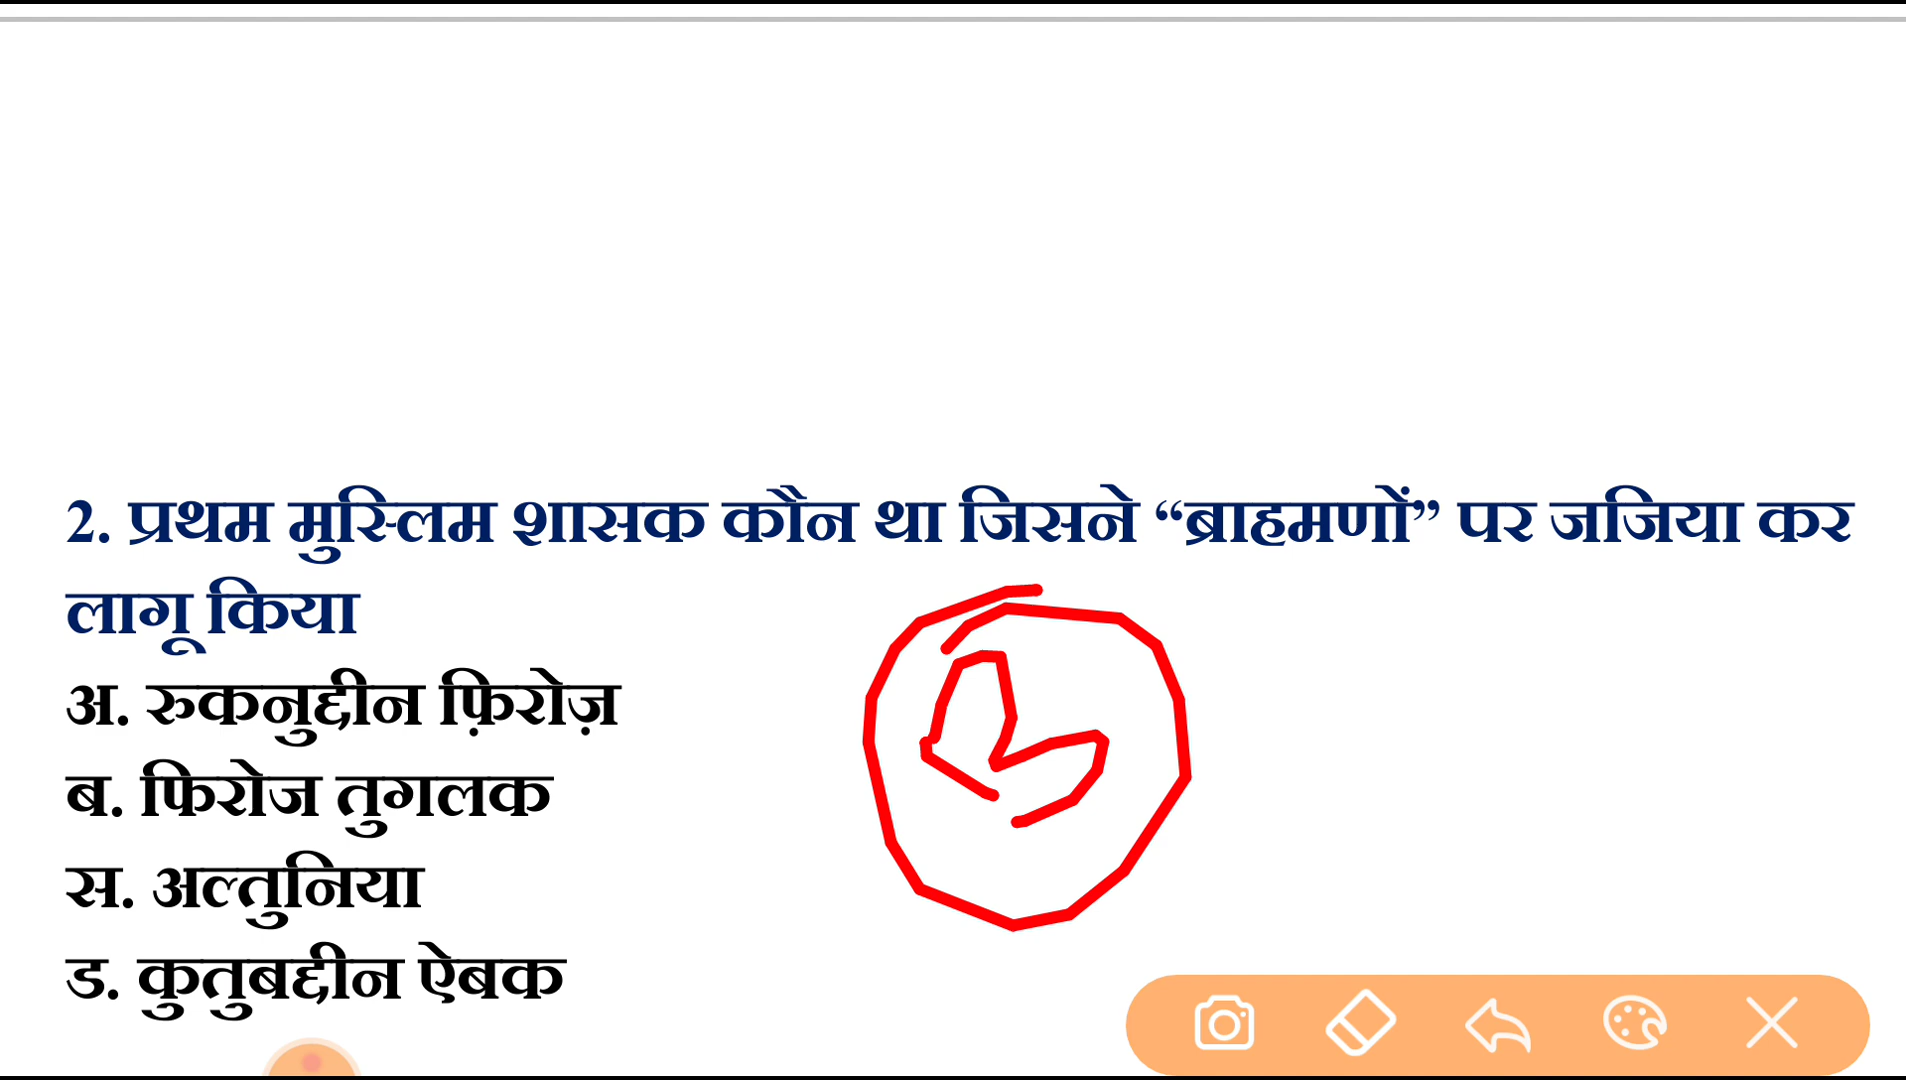 2. प्रथम मुस्लिम शासक कौन था जिसने “ब्राहमणों” पर जजिया कर
लागू किया
अ. रुकनुद्दीन फ़िरोज़
ब. फिरोज तुगलक
स. अल्तुनिया
ड. कुतुबद्दीन ऐबक